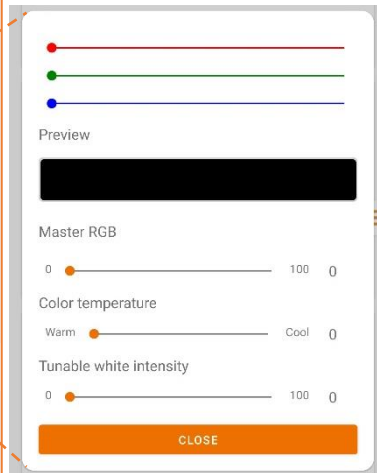 Preview
Master RGB
0 100 0
Color temperature
Warm Cool 0
Tunable white intensity
0 100 0
CLOSE